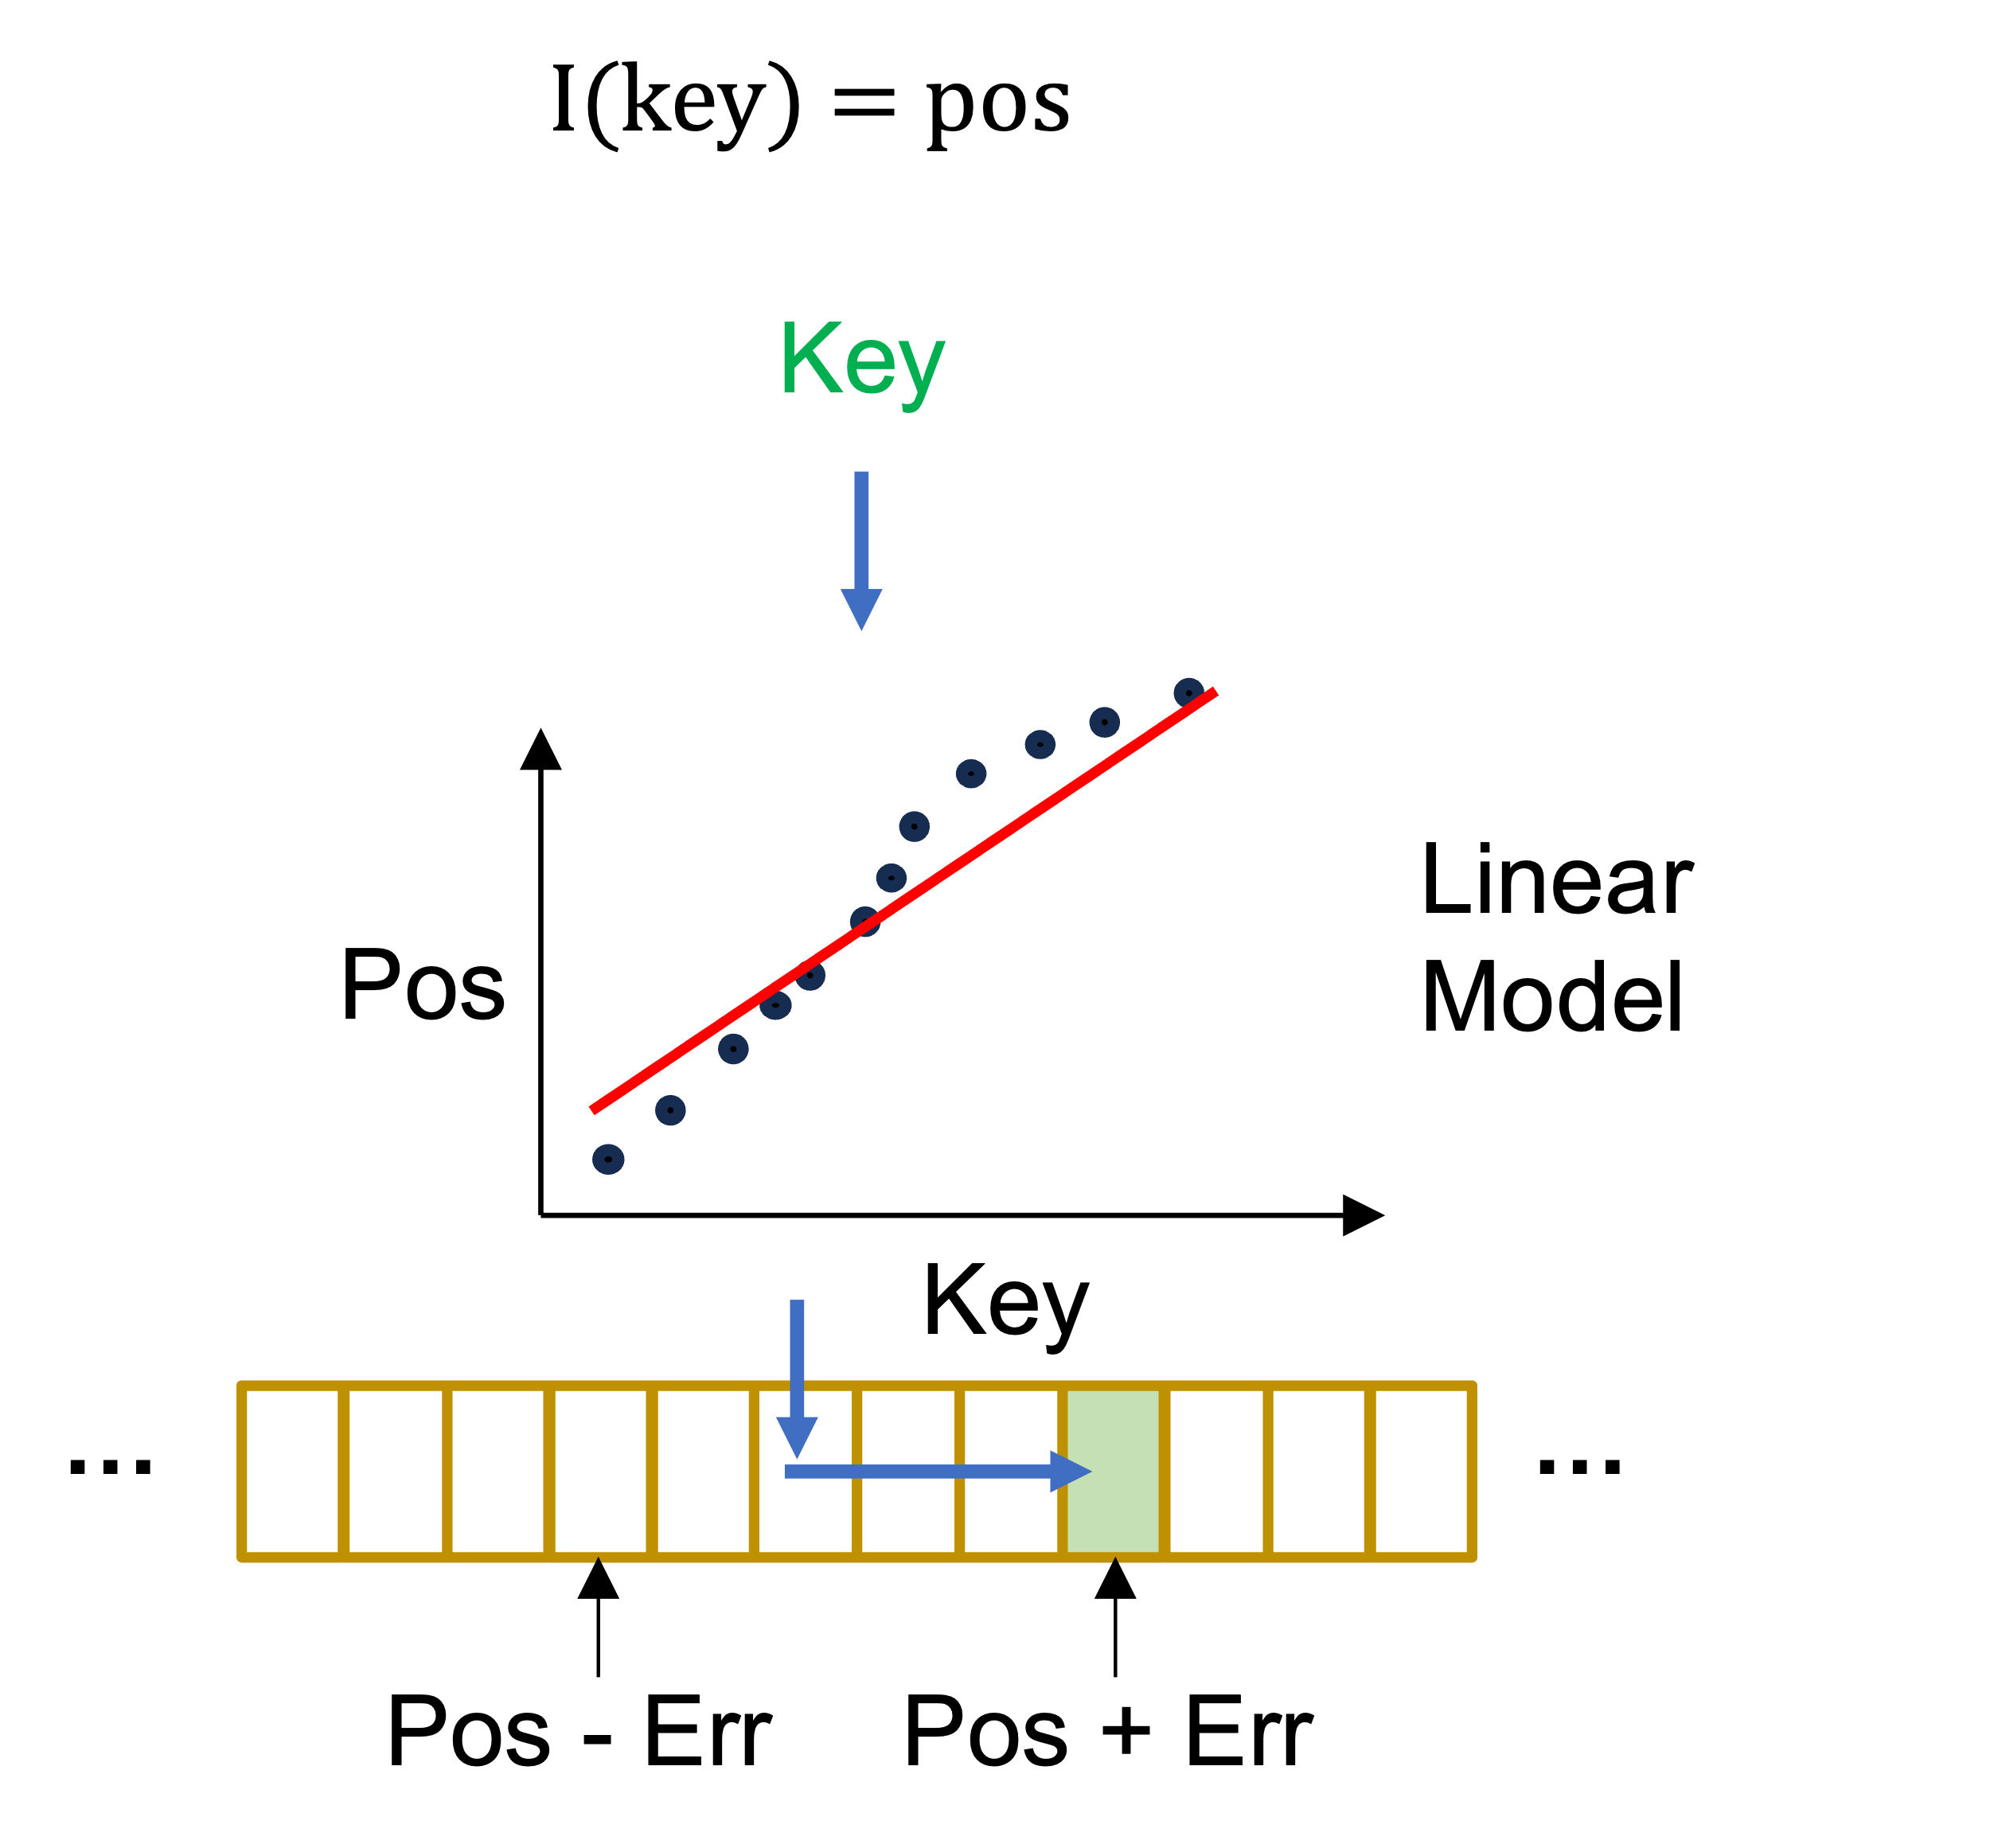 I(key) = pos
Key
Linear
Model
Pos
Key
...
...
Pos - Err
Pos + Err